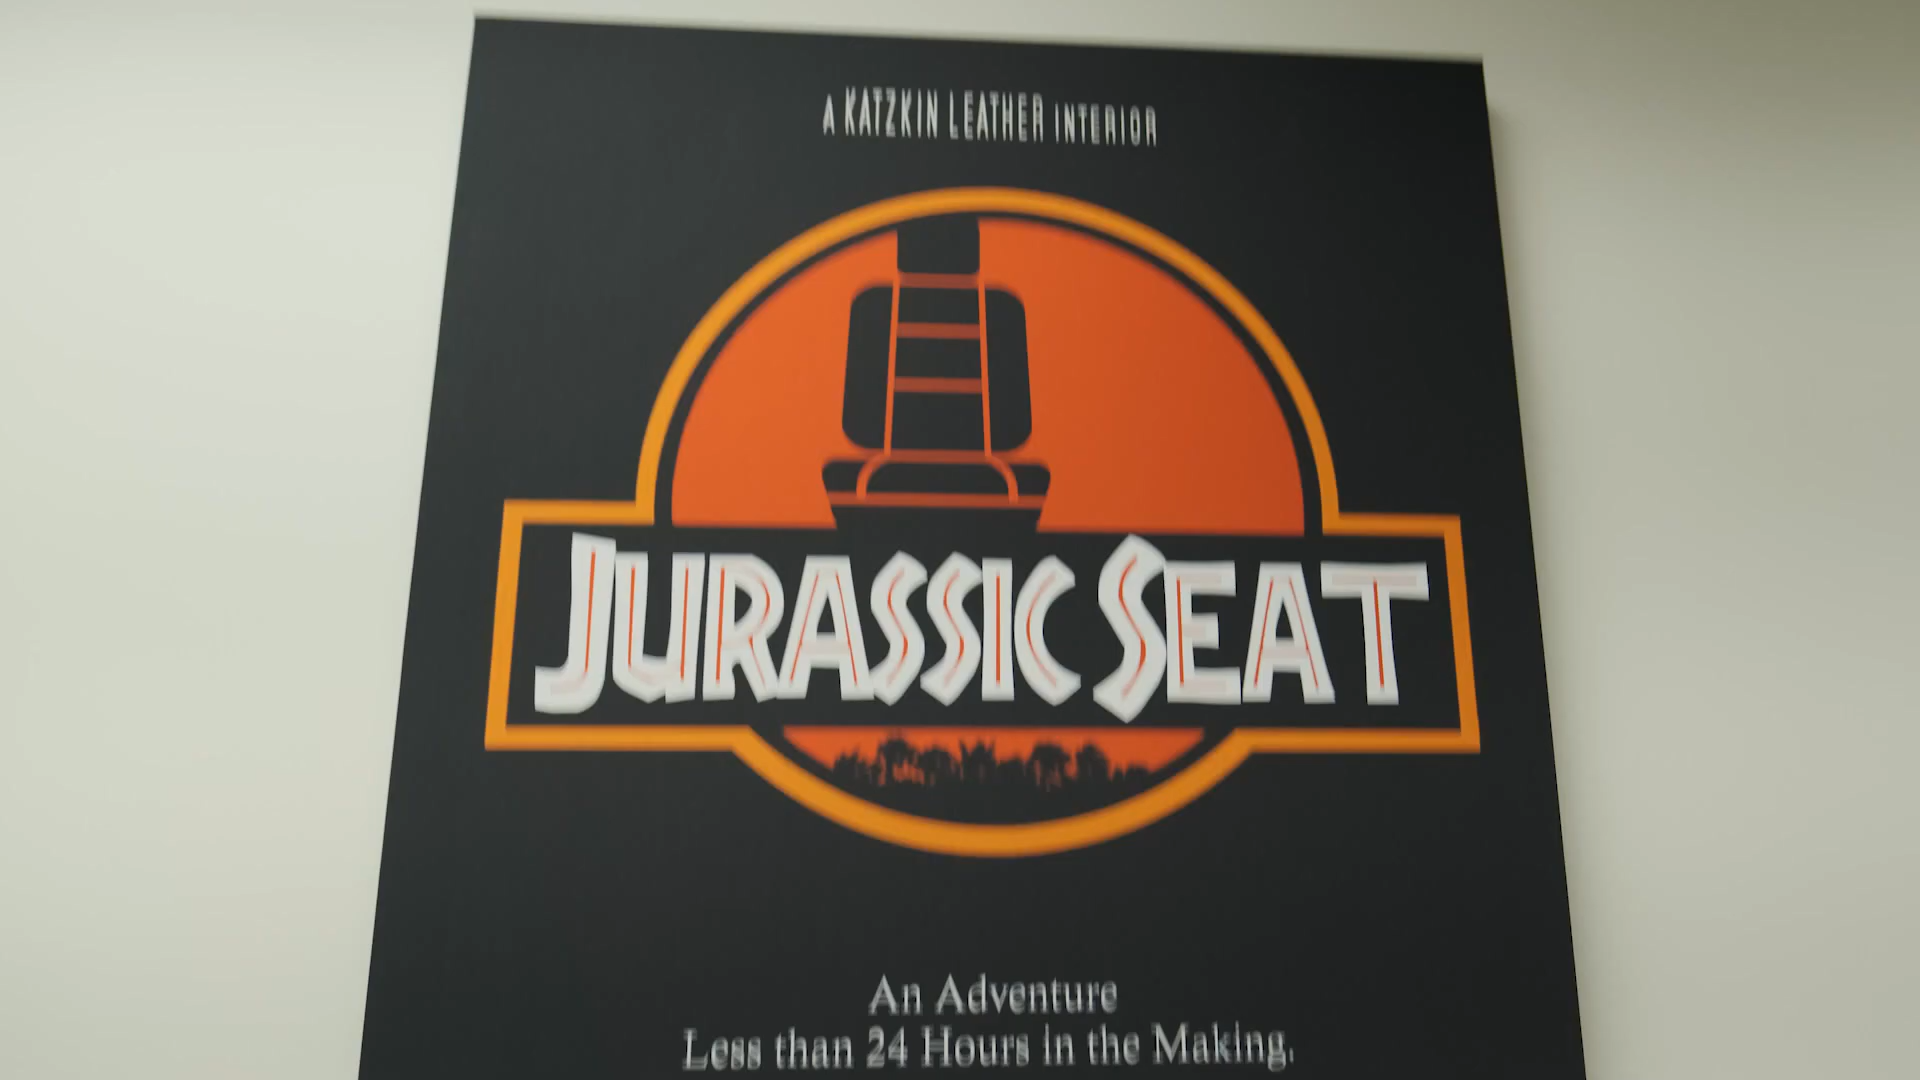 A KATZKIN LEATHER INTERIOR
JURASSIC SEAT
An Adventure
Less than 24 Hours in the Making.